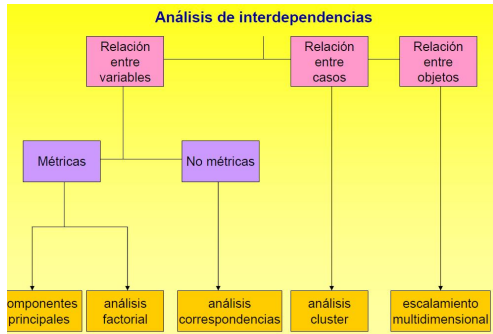 Análisis de interdependencias
Relación
entre
variables
Relación
entre
casos
Relación
entre
objetos
Métricas
No métricas
omponentes
principales
análisis
factorial
análisis
correspondencias
análisis
cluster
escalamiento
multidimensional